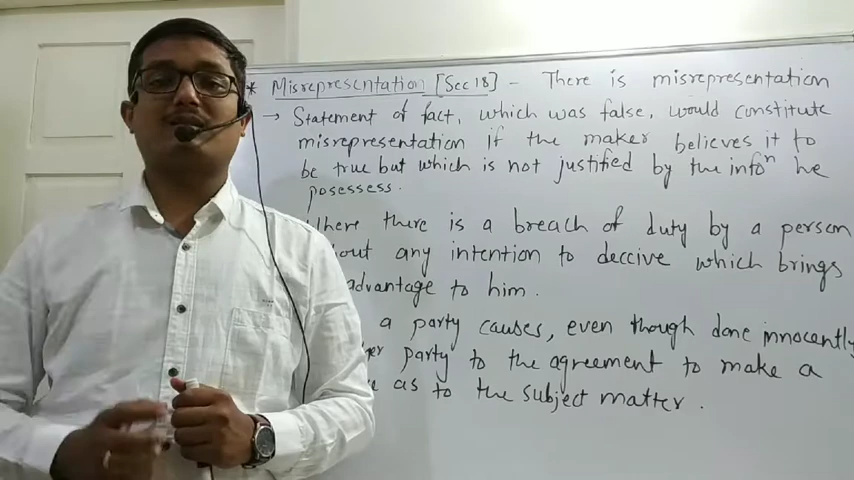 * Misrepresentation [Sec 18] - There is misrepresentation
→ Statement of fact, which was false, would constitute
misrepresentation if the maker believes it to
be true but which is not justified by the infoⁿ he
posessess.
there there is a breach of duty by a person
out any intention to deceive which brings
advantage to him.
a party causes, even though done innocently
party to the agreement to make a
as to the subject matter.